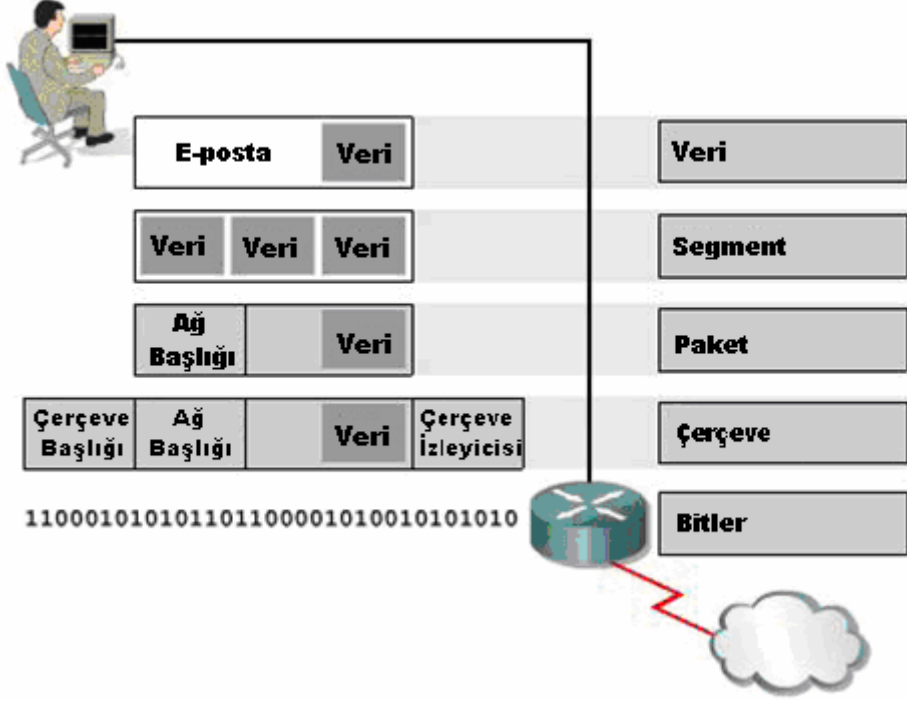 E-posta Veri Veri
Veri Veri Veri Segment
Ağ
Başlığı Veri Paket
Çerçeve Ağ Çerçeve
Başlığı Başlığı Veri İzleyicisi Çerçeve
110001010101101100001010010101010 Bitler